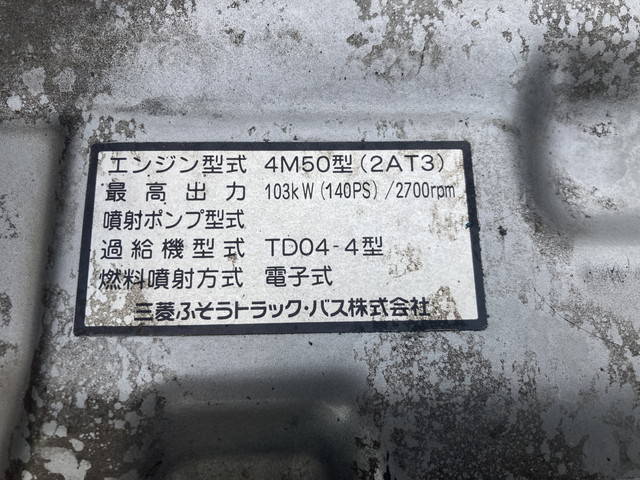 エンジン型式 4M50型(2AT3)
最高出力 103kW(140PS)/2700rpm
噴射ポンプ型式
過給機型式 TD04-4型
燃料噴射方式 電子式
三菱ふそうトラック・バス株式会社